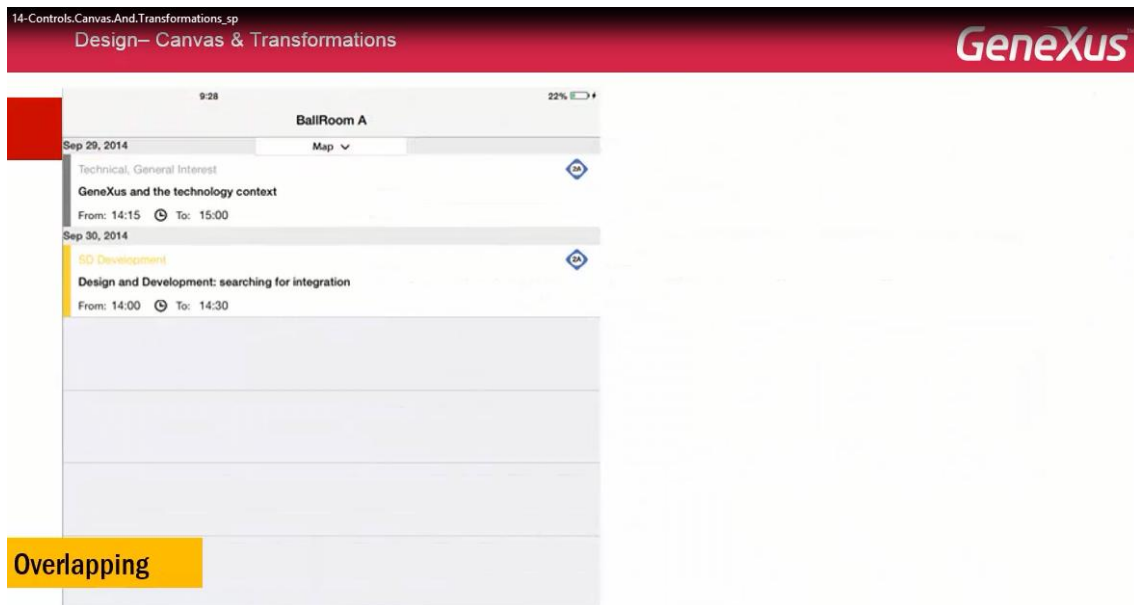 14-Controls.Canvas.And.Transformations_sp
Design– Canvas & Transformations
GeneXus
9:28
22%
BallRoom A
Sep 29, 2014
Map
Technical, General Interest
2A
GeneXus and the technology context
From: 14:15 To: 15:00
Sep 30, 2014
SD Development
2A
Design and Development: searching for integration
From: 14:00 To: 14:30
Overlapping